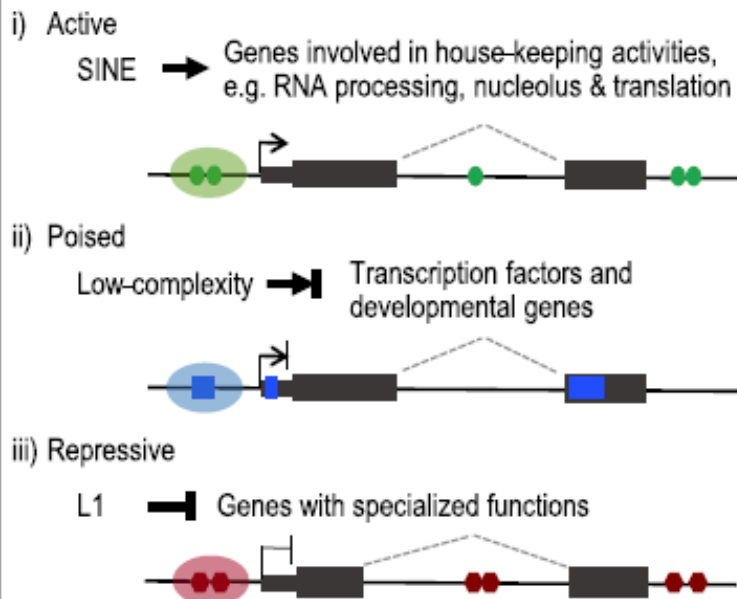 i) Active
SINE Genes involved in house-keeping activities,
e.g. RNA processing, nucleolus & translation
ii) Poised
Low-complexity Transcription factors and
developmental genes
iii) Repressive
L1 Genes with specialized functions